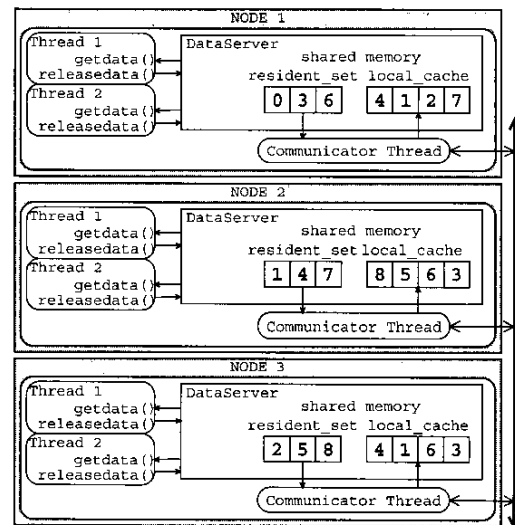 NODE 1
Thread 1
getdata()
releasedata()
Thread 2
getdata()
releasedata()
DataServer
shared memory
resident_set local_cache
0 3 6 4 1 2 7
Communicator Thread
NODE 2
Thread 1
getdata()
releasedata()
Thread 2
getdata()
releasedata()
DataServer
shared memory
resident_set local_cache
1 4 7 8 5 6 3
Communicator Thread
NODE 3
Thread 1
getdata()
releasedata()
Thread 2
getdata()
releasedata()
DataServer
shared memory
resident_set local_cache
2 5 8 4 1 6 3
Communicator Thread